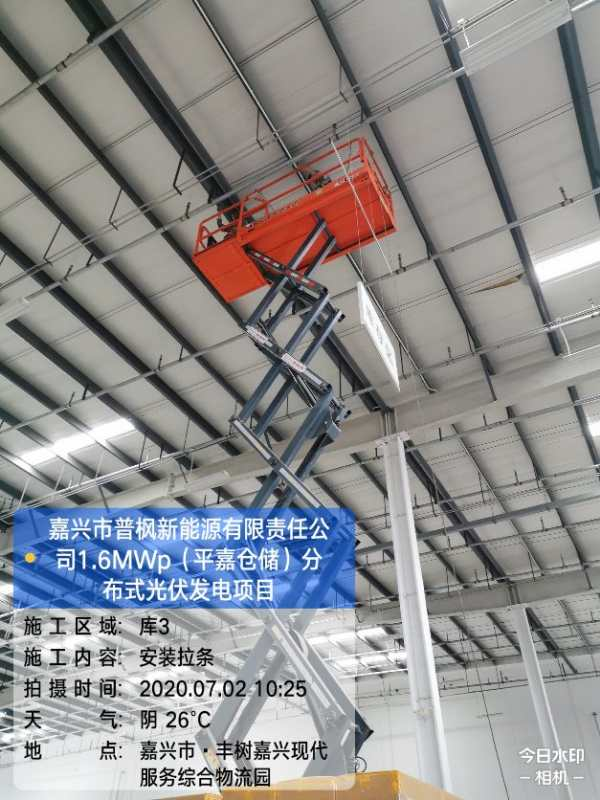 嘉兴市普枫新能源有限责任公
司1.6MWp（平嘉仓储）分
布式光伏发电项目
施工区域: 库3
施工内容: 安装拉条
拍摄时间: 2020.07.02 10:25
天气: 阴 26℃
地点: 嘉兴市·丰树嘉兴现代
服务综合物流园
今日水印
－相机－